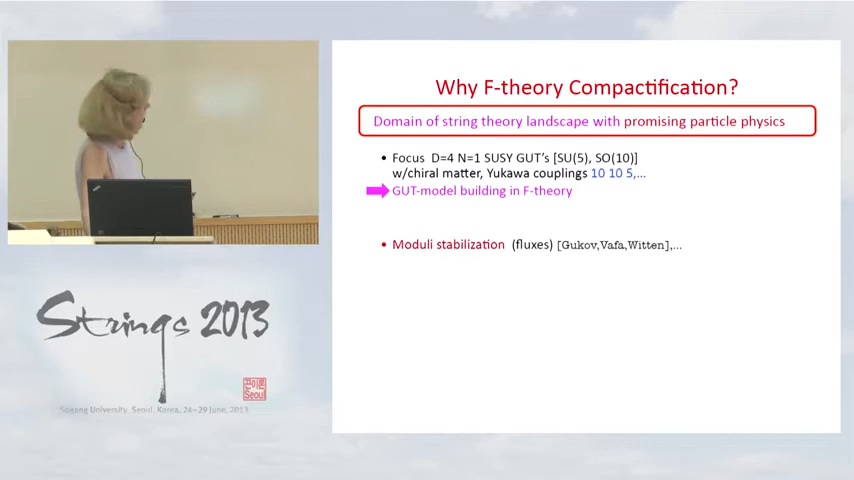 Why F-theory Compactification?
Domain of string theory landscape with promising particle physics
• Focus D=4 N=1 SUSY GUT's [SU(5), SO(10)]
w/chiral matter, Yukawa couplings 10 10 5,...
GUT-model building in F-theory
• Moduli stabilization (fluxes) [Gukov,Vafa,Witten],...
Strings 2013
Seoul
Sogang University, Seoul, Korea, 24-29 June, 2013